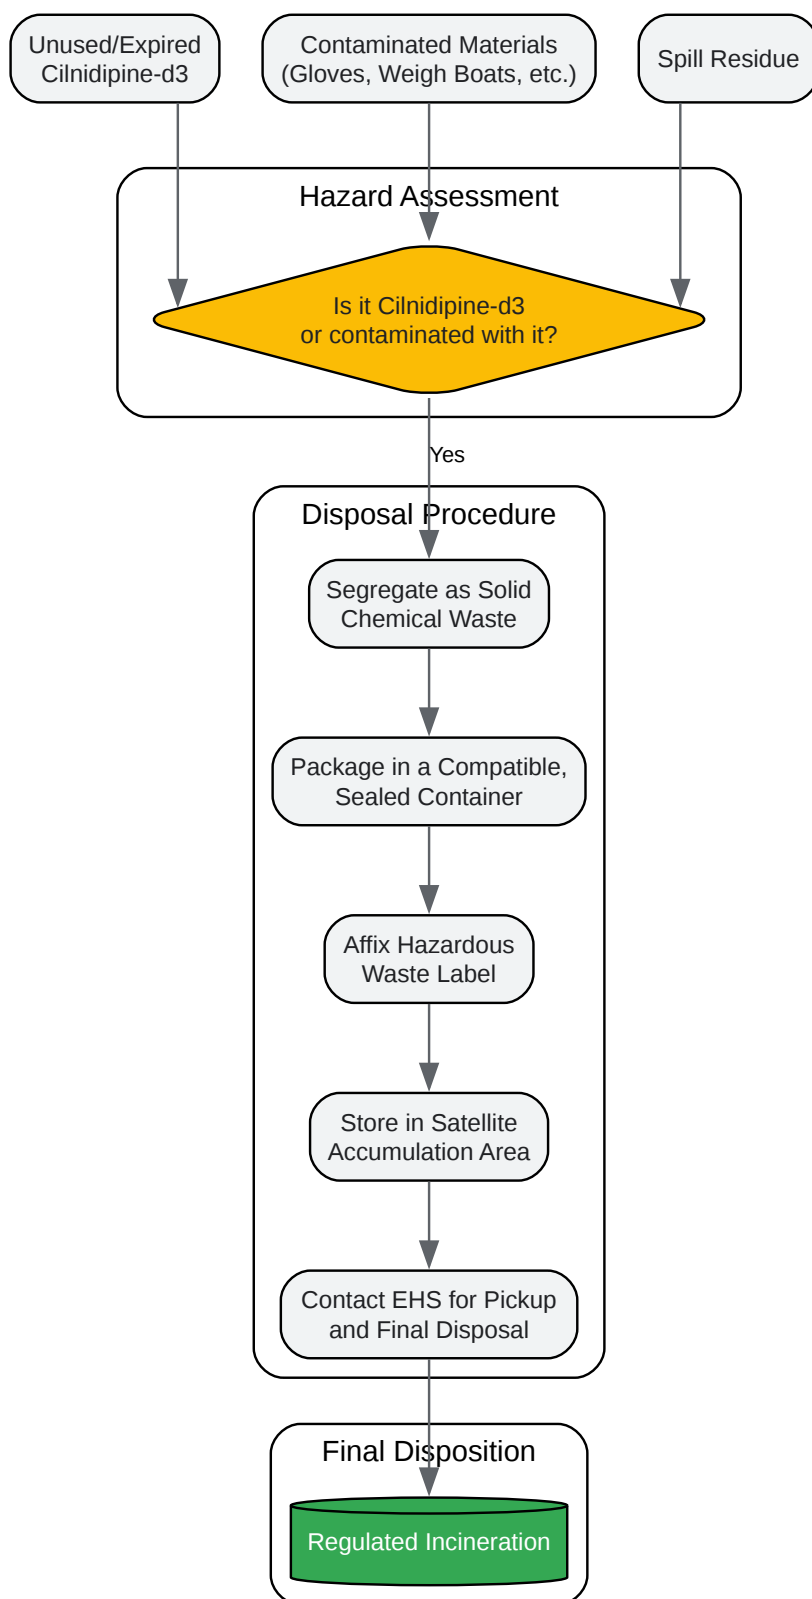 Unused/Expired
Cilnidipine-d3
Contaminated Materials
(Gloves, Weigh Boats, etc.)
Spill Residue
Hazard Assessment
Is it Cilnidipine-d3
or contaminated with it?
Yes
Disposal Procedure
Segregate as Solid
Chemical Waste
Package in a Compatible,
Sealed Container
Affix Hazardous
Waste Label
Store in Satellite
Accumulation Area
Contact EHS for Pickup
and Final Disposal
Final Disposition
Regulated Incineration